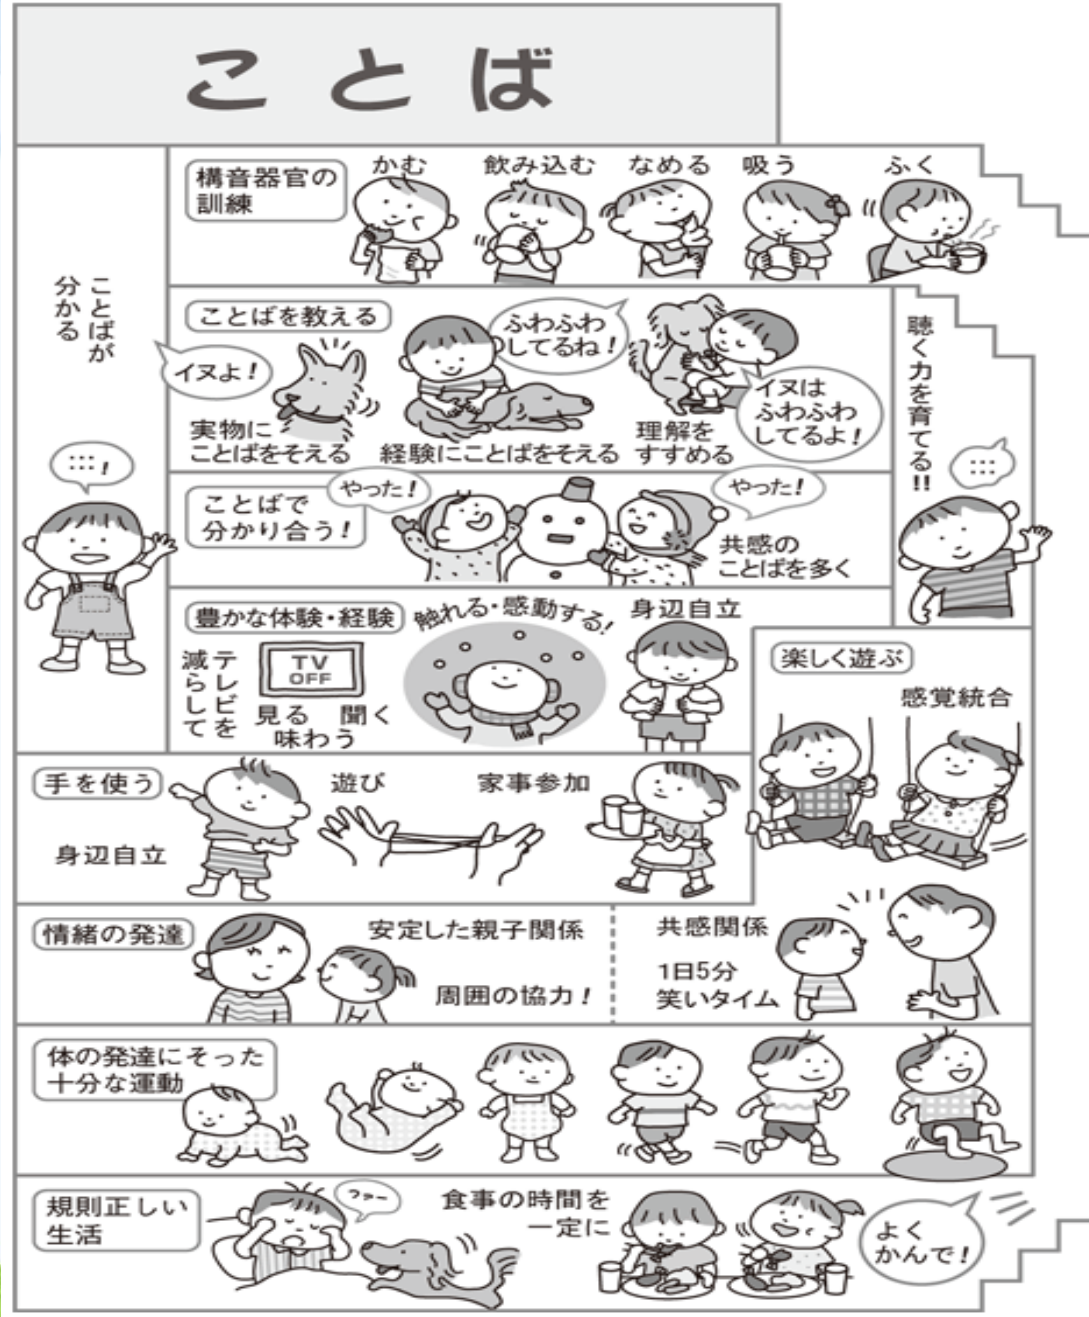 ことば
構音器官の
訓練
かむ
飲み込む
なめる
吸う
ふく
ことばが
分かる
……！
ことばを教える
イヌよ！
実物に
ことばをそえる
ふわふわ
してるね！
経験にことばをそえる
理解を
すすめる
イヌは
ふわふわ
してるよ！
聴く力を育てる!!
……
ことばで
分かり合う！
やった！
やった！
共感の
ことばを多く
豊かな体験・経験
テレビを
減らして
TV
OFF
見る　聞く
味わう
触れる・感動する！
身辺自立
楽しく遊ぶ
感覚統合
手を使う
身辺自立
遊び
家事参加
情緒の発達
安定した親子関係
周囲の協力！
共感関係
1日5分
笑いタイム
体の発達にそった
十分な運動
規則正しい
生活
ファー
食事の時間を
一定に
よく
かんで！